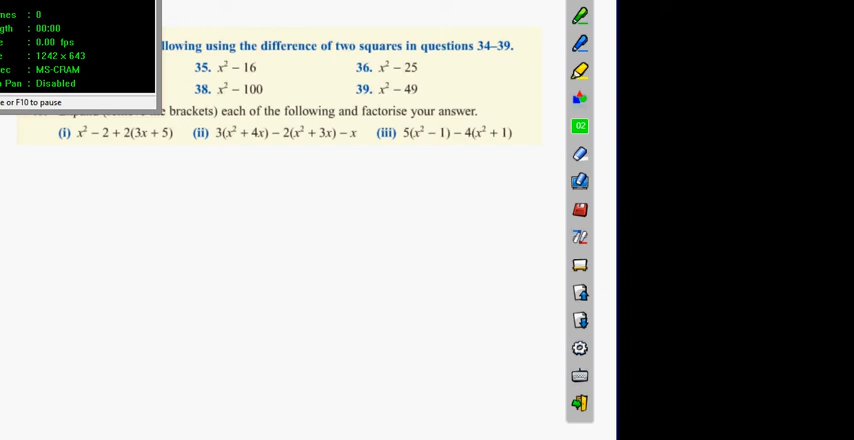 mes : 0
gth : 00:00
e : 0.00 fps
e : 1242 x 643
ec : MS-CRAM
Pan : Disabled
e or F10 to pause
llowing using the difference of two squares in questions 34–39.
35. x² – 16 36. x² – 25
38. x² – 100 39. x² – 49
brackets) each of the following and factorise your answer.
(i) x² – 2 + 2(3x + 5) (ii) 3(x² + 4x) – 2(x² + 3x) – x (iii) 5(x² – 1) – 4(x² + 1)
02